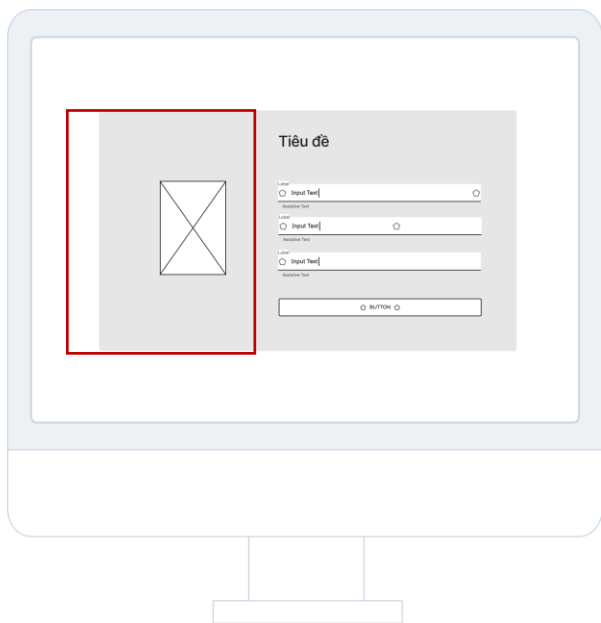 Tiêu đề
Label
Input Text
Assistive Text
Label
Input Text
Assistive Text
Label
Input Text
Assistive Text
BUTTON